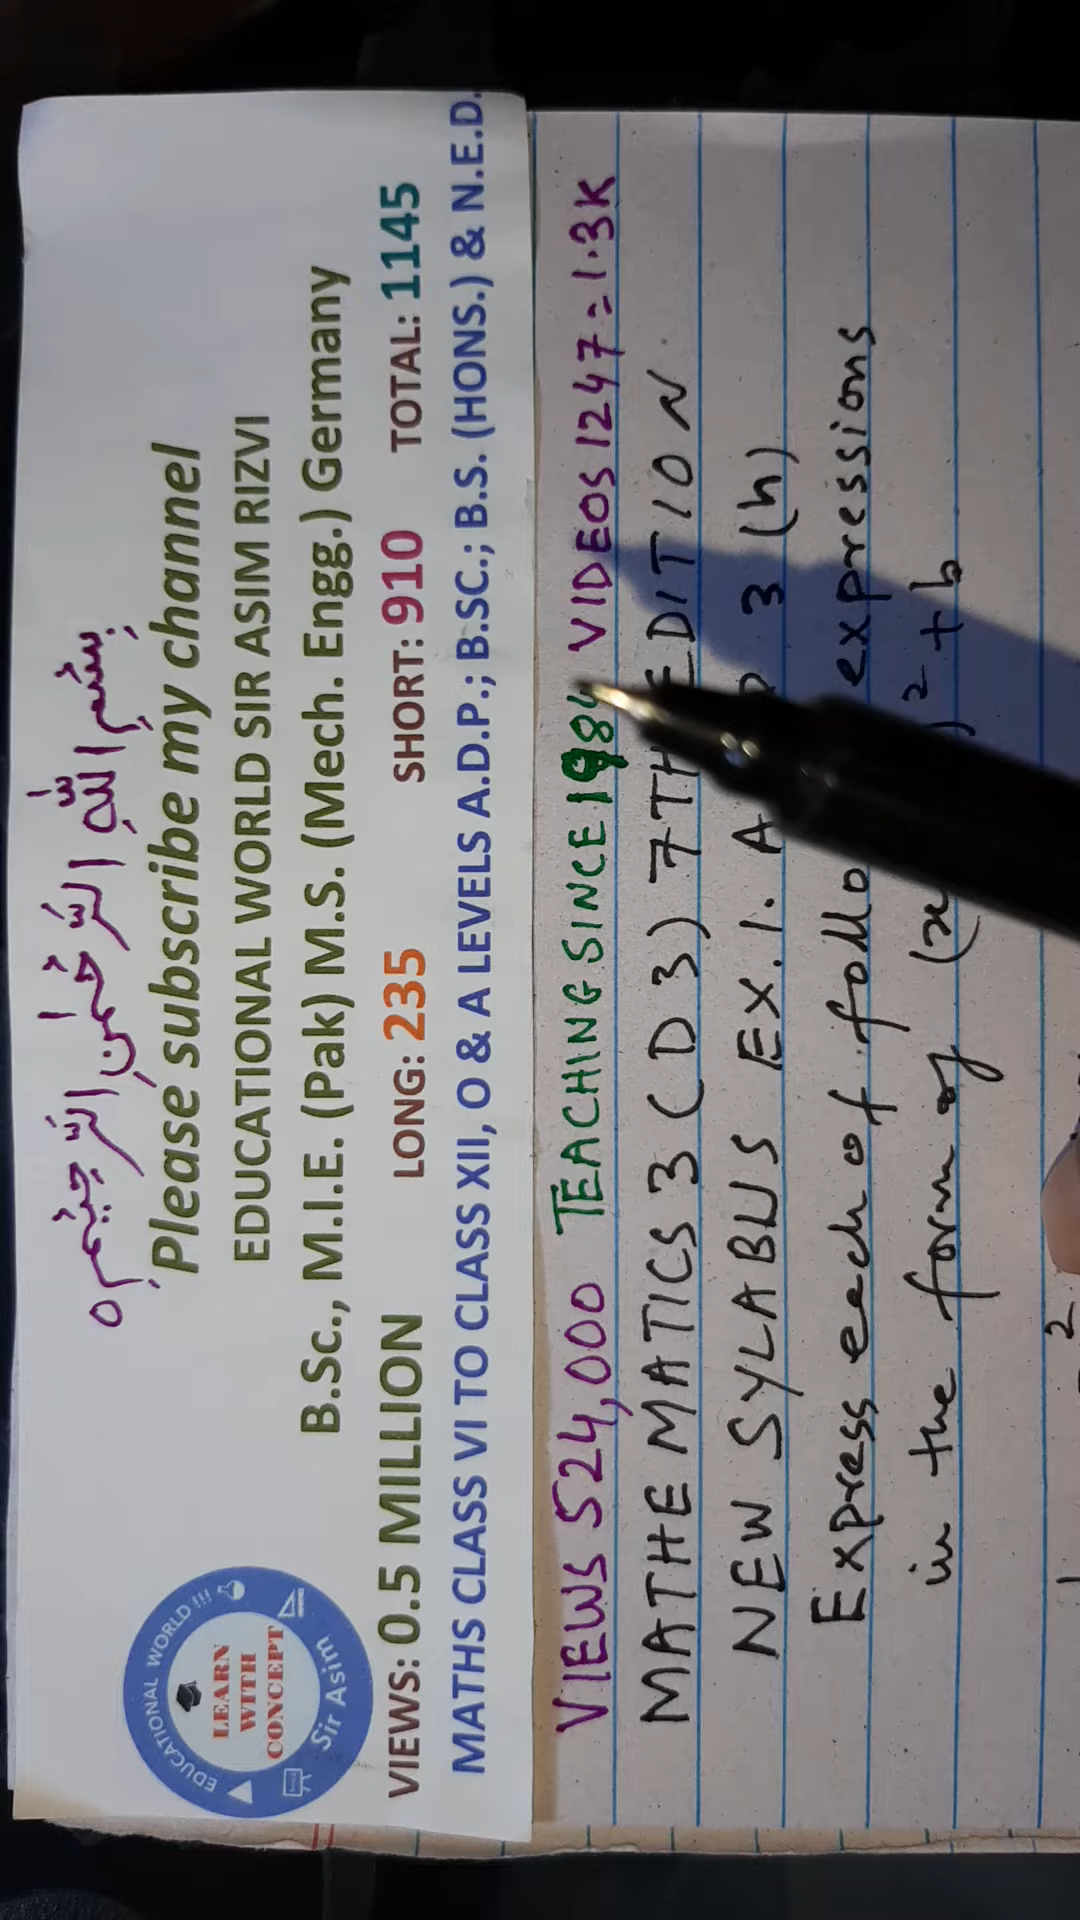 بِسْمِ اللّٰهِ الرَّحْمٰنِ الرَّحِيْمِ
Please subscribe my channel
EDUCATIONAL WORLD SIR ASIM RIZVI
B.Sc., M.I.E. (Pak) M.S. (Mech. Engg.) Germany
VIEWS: 0.5 MILLION LONG: 235 SHORT: 910 TOTAL: 1145
MATHS CLASS VI TO CLASS XII, O & A LEVELS A.D.P.; B.SC.; B.S. (HONS.) & N.E.D.
EDUCATIONAL WORLD !!!
LEARN
WITH
CONCEPT
Sir Asim
VIEWS 524,000 TEACHING SINCE 1984 VIDEOS 1247 = 1.3K
MATHEMATICS 3 (D3) 7TH EDITION
NEW SYLABUS EX. 1. 3 (h)
Express each of expressions
in the form of (x )² + b
2